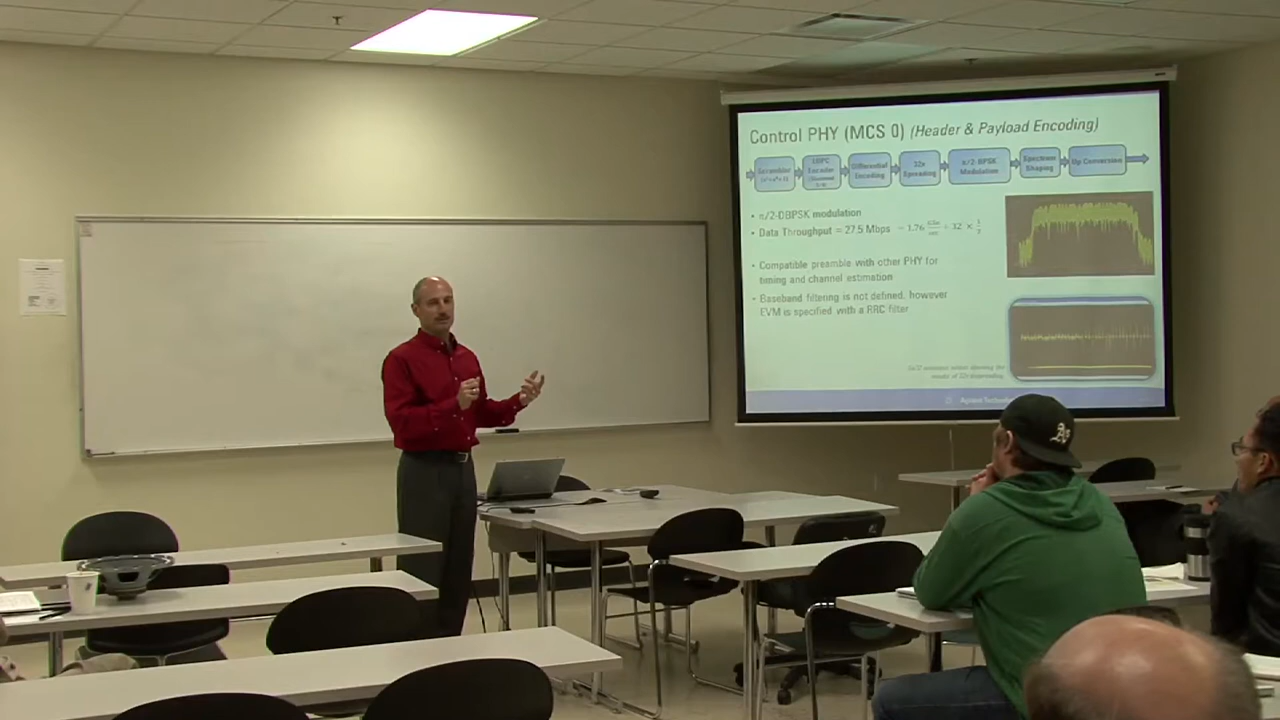 Control PHY (MCS 0) (Header & Payload Encoding)
Scrambler
LDPC Encoder
Differential Encoding
32x Spreading
π/2-BPSK Modulation
Spectrum Shaping
Up Conversion
• π/2-DBPSK modulation
• Data Throughput = 27.5 Mbps
• Compatible preamble with other PHY for
timing and channel estimation
• Baseband filtering is not defined, however
EVM is specified with a RRC filter
Agilent
A's